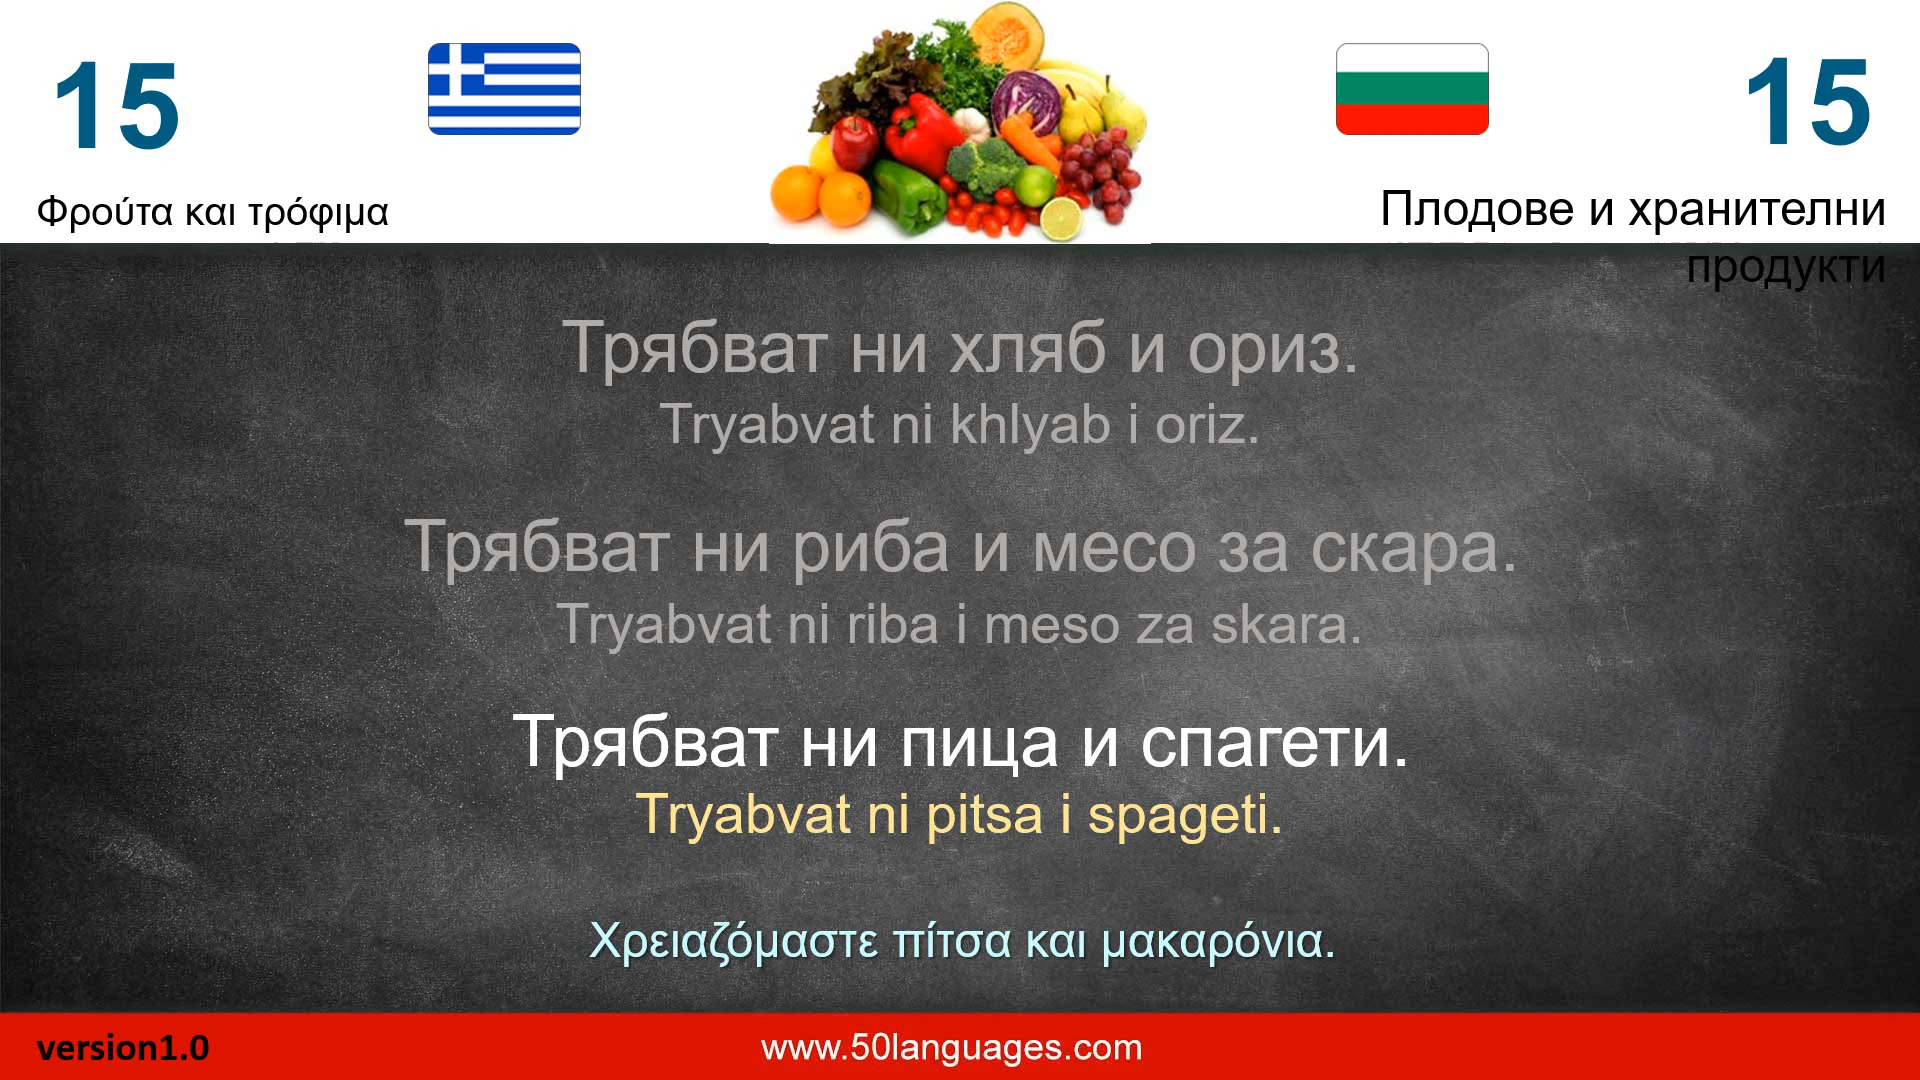 15
15
Φρούτα και τρόφιμα
Плодове и хранителни
продукти
Трябват ни хляб и ориз.
Tryabvat ni khlyab i oriz.
Трябват ни риба и месо за скара.
Tryabvat ni riba i meso za skara.
Трябват ни пица и спагети.
Tryabvat ni pitsa i spageti.
Χρειαζόμαστε πίτσα και μακαρόνια.
version1.0
www.50languages.com